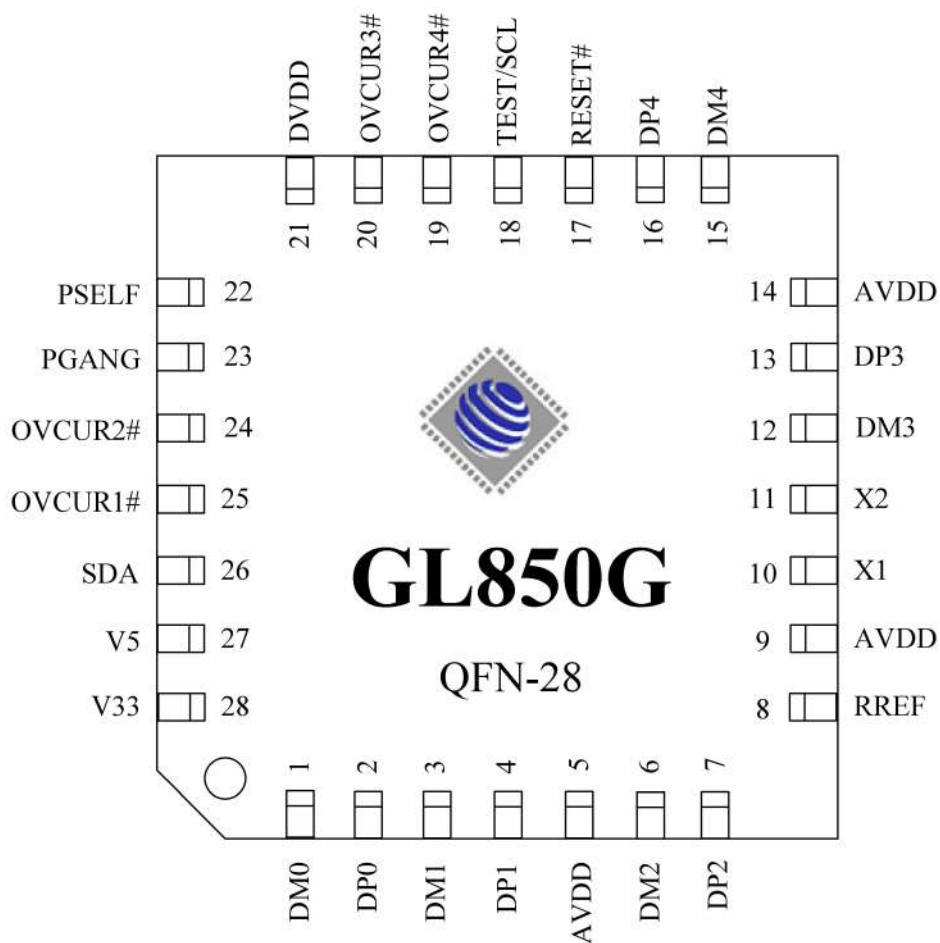 DVDD
OVCUR3#
OVCUR4#
TEST/SCL
RESET#
DP4
DM4
21
20
19
18
17
16
15
PSELF 22
14 AVDD
PGANG 23
13 DP3
OVCUR2# 24
12 DM3
OVCUR1# 25
11 X2
SDA 26
10 X1
V5 27
9 AVDD
V33 28
8 RREF
GL850G
QFN-28
1
2
3
4
5
6
7
DM0
DP0
DM1
DP1
AVDD
DM2
DP2